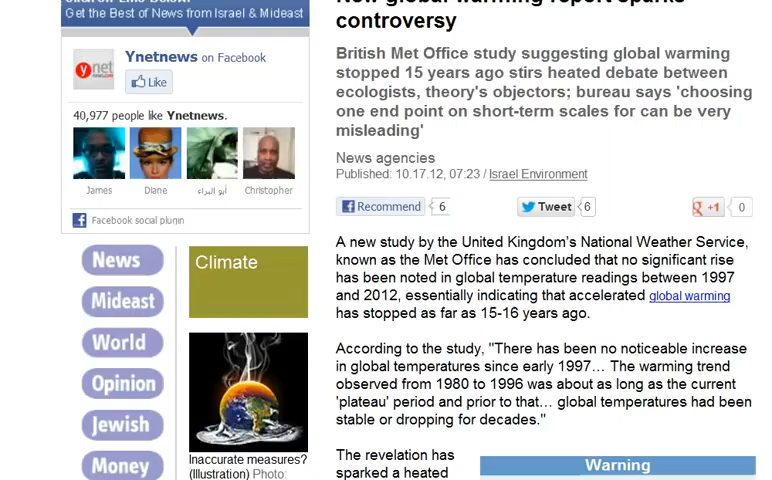 Get the Best of News from Israel & Mideast
Ynetnews on Facebook
ynet
news.com
Like
40,977 people like Ynetnews.
James
Diane
أبو البراء
Christopher
Facebook social plugin
News
Mideast
World
Opinion
Jewish
Money
Climate
Inaccurate measures?
(Illustration) Photo:
New global warming report sparks
controversy
British Met Office study suggesting global warming
stopped 15 years ago stirs heated debate between
ecologists, theory's objectors; bureau says 'choosing
one end point on short-term scales for can be very
misleading'
News agencies
Published: 10.17.12, 07:23 / Israel Environment
Recommend 6
Tweet 6
+1 0
A new study by the United Kingdom's National Weather Service,
known as the Met Office has concluded that no significant rise
has been noted in global temperature readings between 1997
and 2012, essentially indicating that accelerated global warming
has stopped as far as 15-16 years ago.
According to the study, "There has been no noticeable increase
in global temperatures since early 1997… The warming trend
observed from 1980 to 1996 was about as long as the current
'plateau' period and prior to that… global temperatures had been
stable or dropping for decades."
The revelation has
sparked a heated
Warning